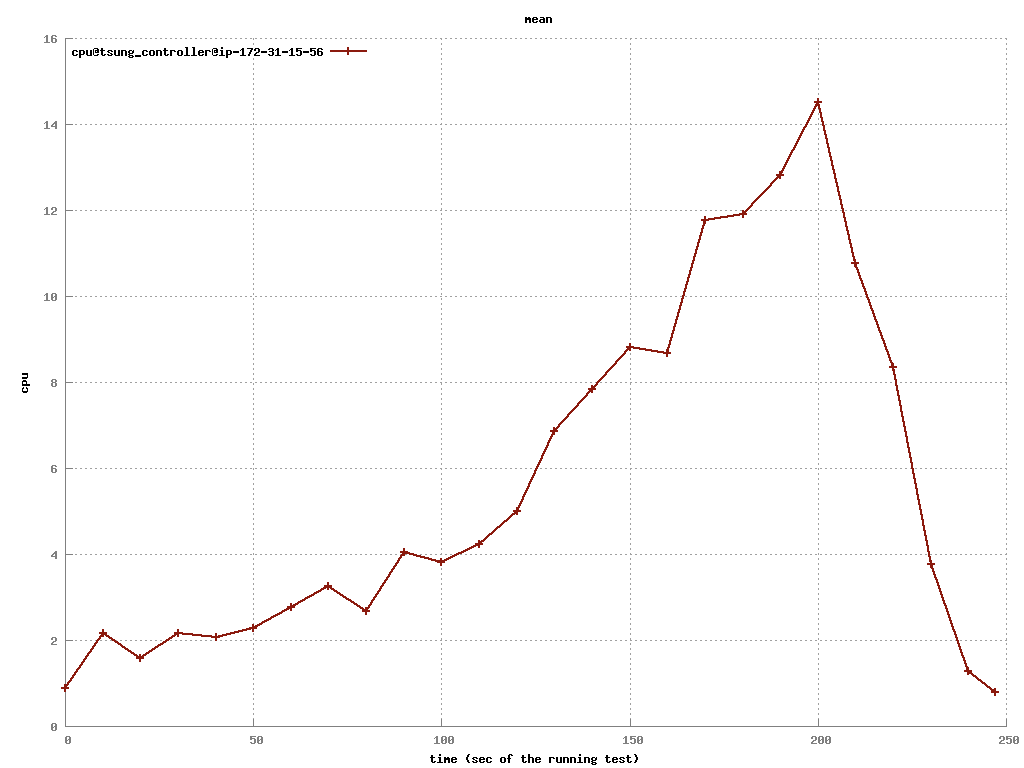 mean
16
cpu@tsung_controller@ip-172-31-15-56
14
12
10
cpu
8
6
4
2
0
0 50 100 150 200 250
time (sec of the running test)